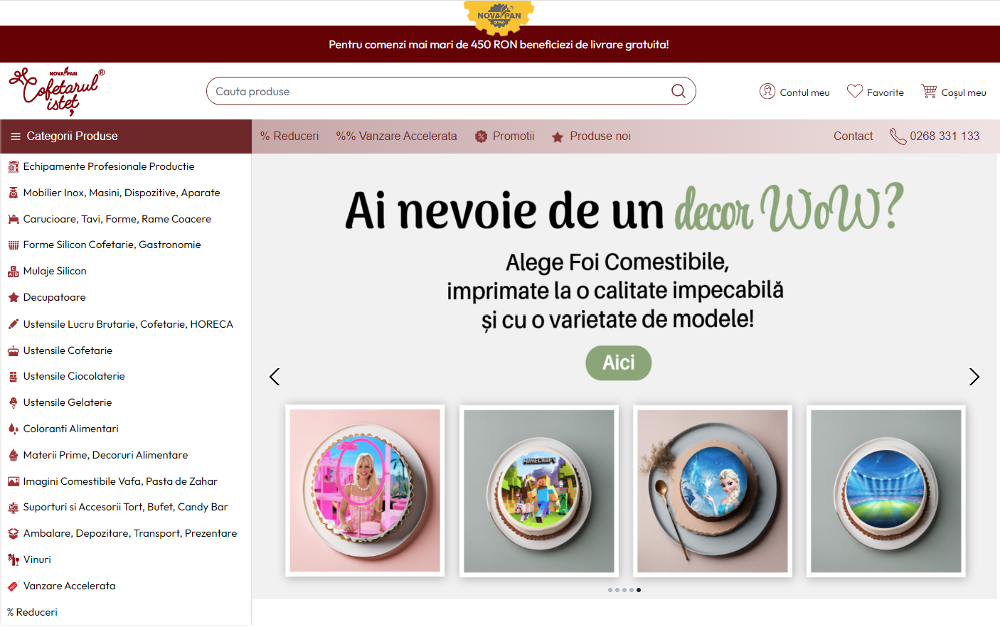 NOVA PAN
group
Pentru comenzi mai mari de 450 RON beneficiezi de livrare gratuita!
NOVA PAN
Cofetarul ®
isteț
Cauta produse
Contul meu
Favorite
Coșul meu
Categorii Produse
% Reduceri
%% Vanzare Accelerata
Promotii
Produse noi
Contact
0268 331 133
Echipamente Profesionale Productie
Mobilier Inox, Masini, Dispozitive, Aparate
Carucioare, Tavi, Forme, Rame Coacere
Forme Silicon Cofetarie, Gastronomie
Mulaje Silicon
Decupatoare
Ustensile Lucru Brutarie, Cofetarie, HORECA
Ustensile Cofetarie
Ustensile Ciocolaterie
Ustensile Gelaterie
Coloranti Alimentari
Materii Prime, Decoruri Alimentare
Imagini Comestibile Vafa, Pasta de Zahar
Suporturi si Accesorii Tort, Bufet, Candy Bar
Ambalare, Depozitare, Transport, Prezentare
Vinuri
Vanzare Accelerata
% Reduceri
Ai nevoie de un decor WoW?
Alege Foi Comestibile,
imprimate la o calitate impecabilă
și cu o varietate de modele!
Aici
MINECRAFT